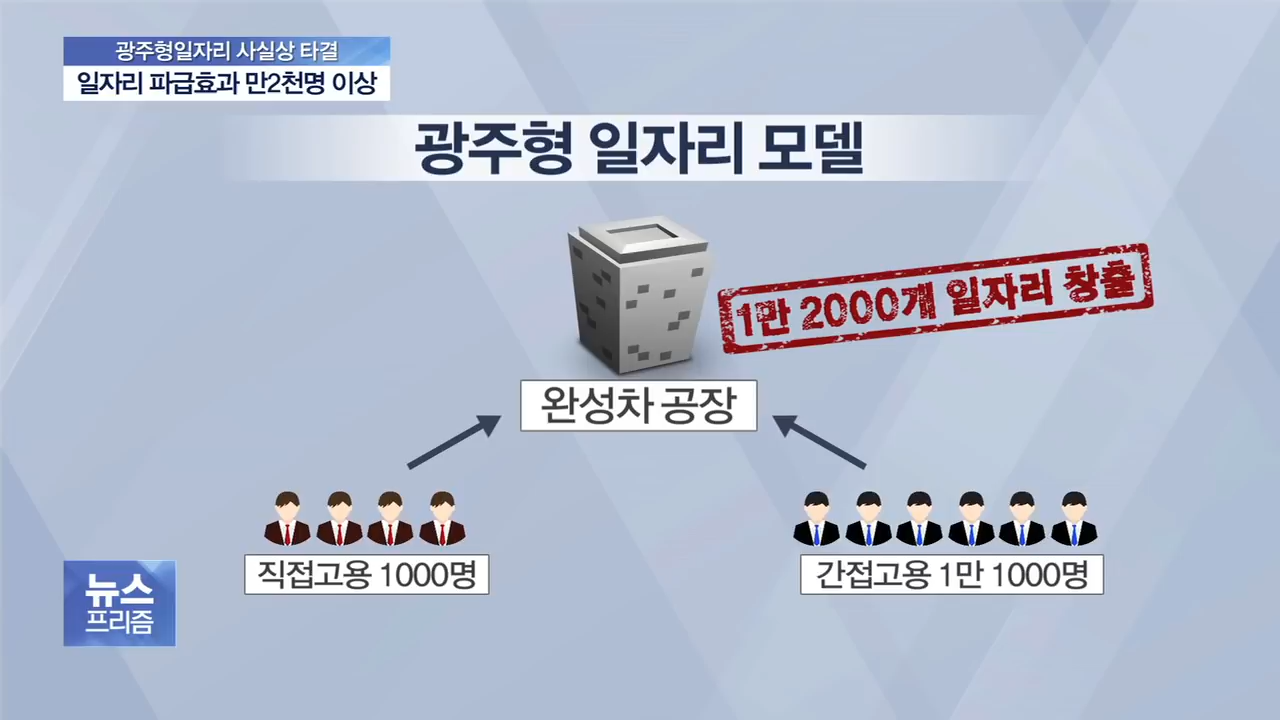 광주형일자리 사실상 타결
일자리 파급효과 만2천명 이상
광주형 일자리 모델
1만 2000개 일자리 창출
완성차 공장
직접고용 1000명
간접고용 1만 1000명
뉴스
프리즘